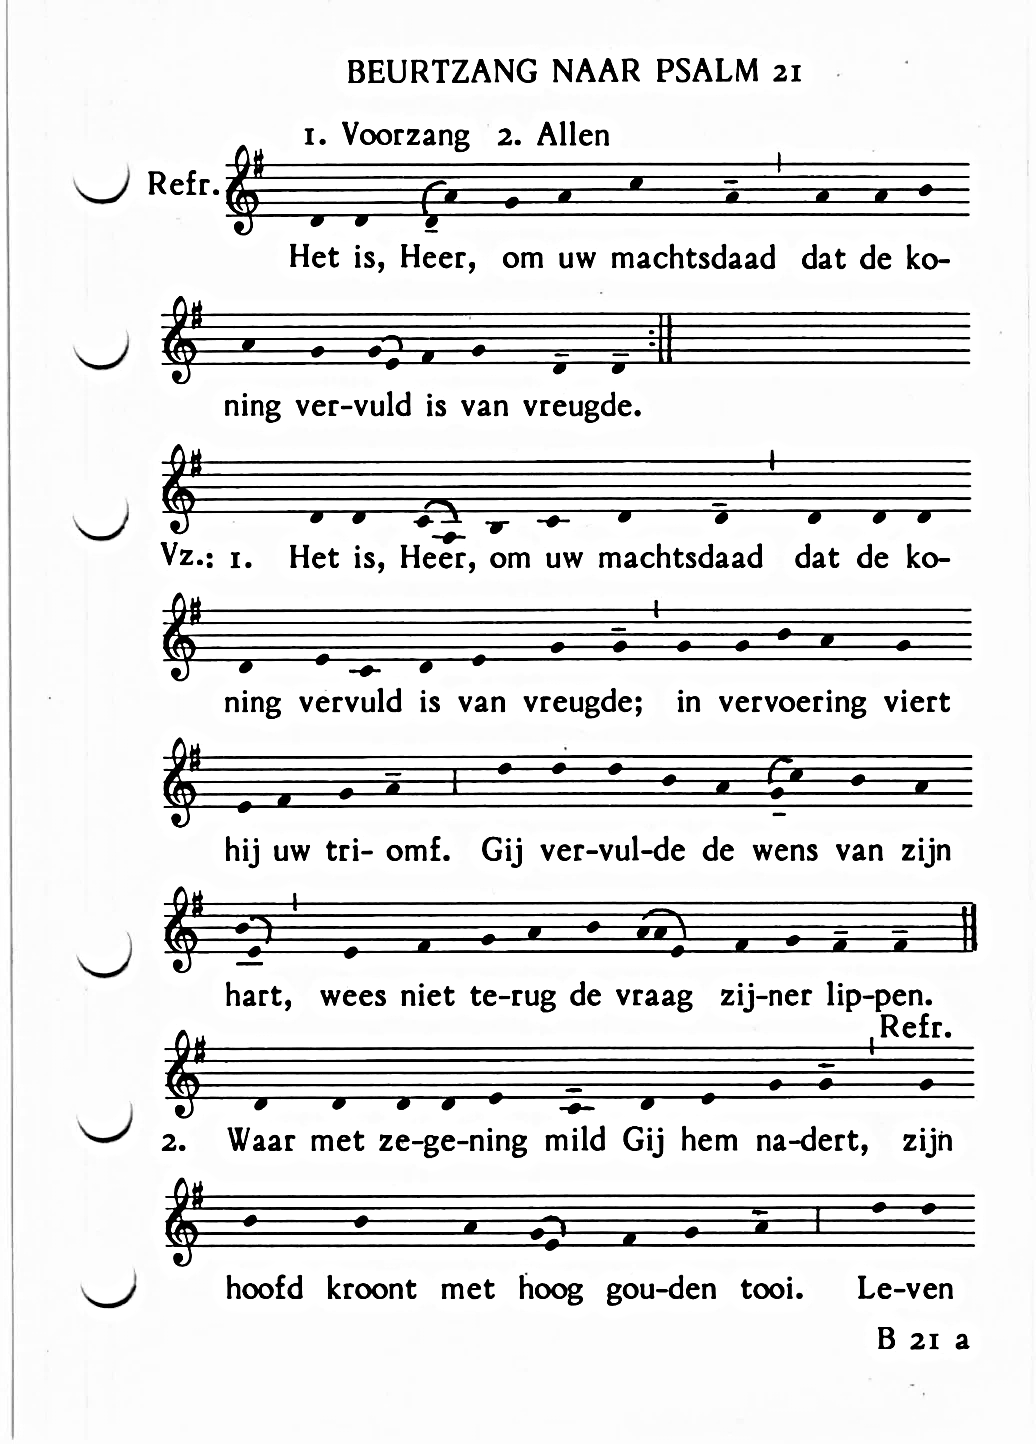 BEURTZANG NAAR PSALM 21
1. Voorzang 2. Allen
Refr.
Het is, Heer, om uw machtsdaad dat de ko-
ning ver-vuld is van vreugde.
Vz.: 1. Het is, Heer, om uw machtsdaad dat de ko-
ning vervuld is van vreugde; in vervoering viert
hij uw tri- omf. Gij ver-vul-de de wens van zijn
hart, wees niet te-rug de vraag zij-ner lip-pen.
Refr.
2. Waar met ze-ge-ning mild Gij hem na-dert, zijn
hoofd kroont met hoog gou-den tooi. Le-ven
B 21 a